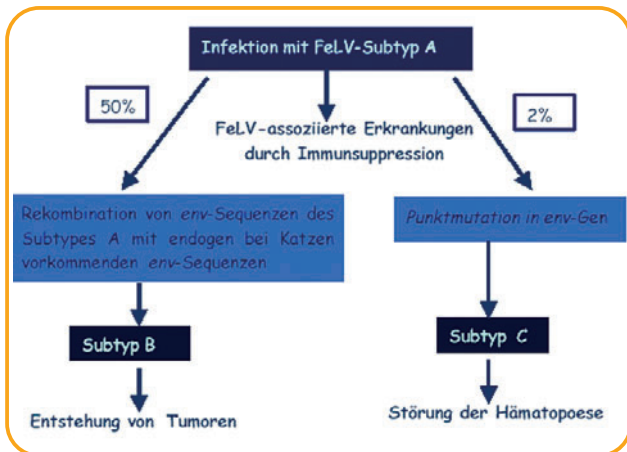 Infektion mit FeLV-Subtyp A
50%
2%
FeLV-assoziierte Erkrankungen
durch Immunsuppression
Rekombination von env-Sequenzen des
Subtypes A mit endogen bei Katzen
vorkommenden env-Sequenzen
Punktmutation in env-Gen
Subtyp B
Subtyp C
Entstehung von Tumoren
Störung der Hämatopoese